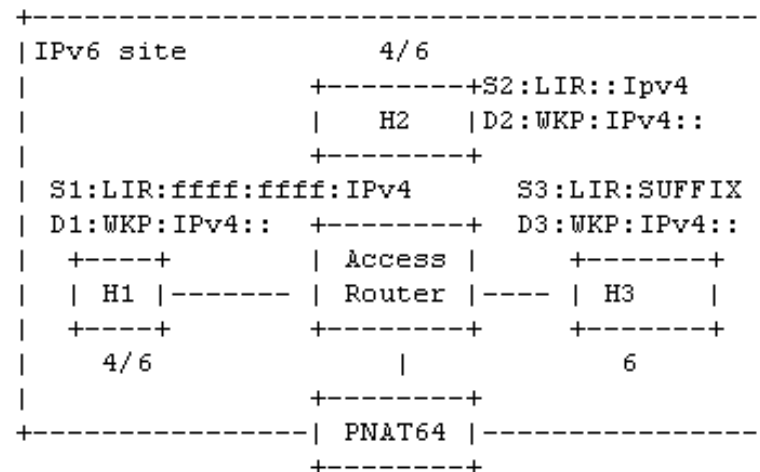 IPv6 site 4/6
S2:LIR::Ipv4
H2 D2:WKP:IPv4::
S1:LIR:ffff:ffff:IPv4 S3:LIR:SUFFIX
D1:WKP:IPv4:: D3:WKP:IPv4::
Access
H1 Router H3
4/6 6
PNAT64